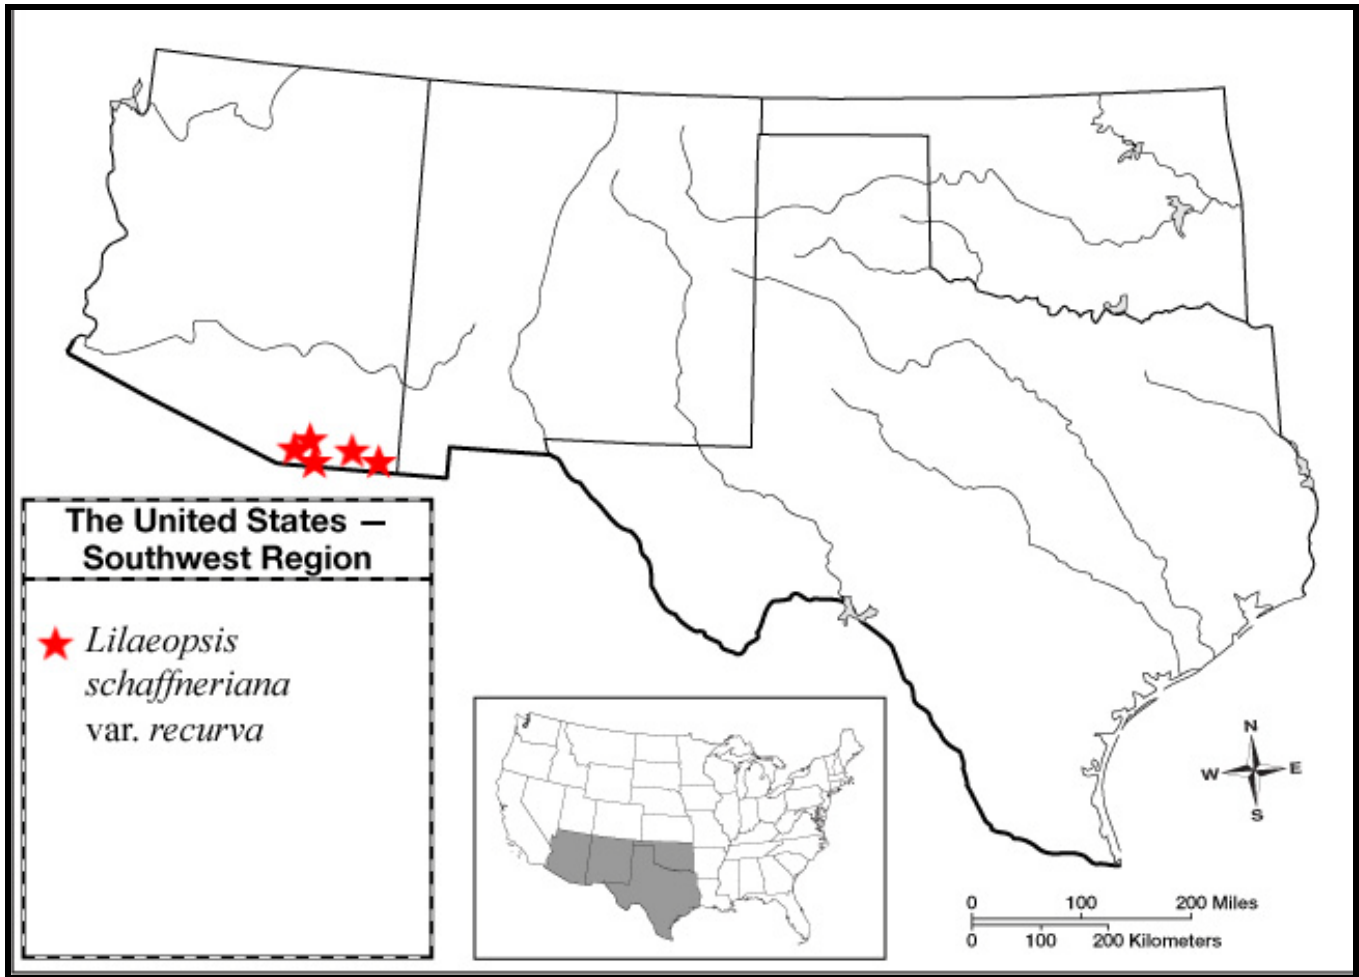 The United States —
Southwest Region
Lilaeopsis
schaffneriana
var. recurva
N
W E
S
0 100 200 Miles
0 100 200 Kilometers